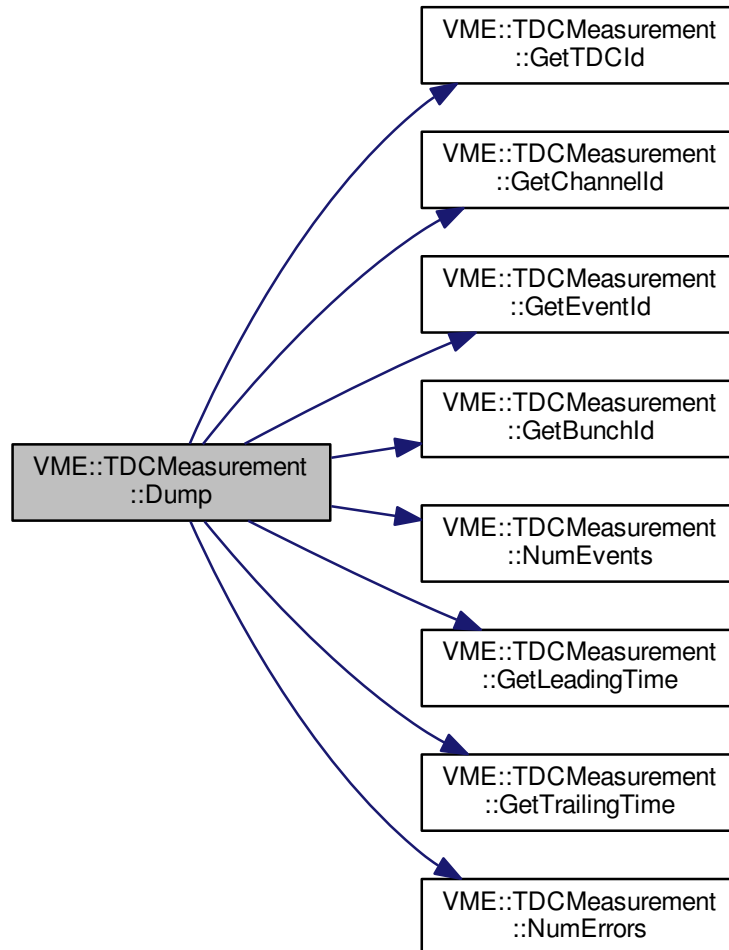 VME::TDCMeasurement
::GetTDCId
VME::TDCMeasurement
::GetChannelId
VME::TDCMeasurement
::GetEventId
VME::TDCMeasurement
::GetBunchId
VME::TDCMeasurement
::Dump
VME::TDCMeasurement
::NumEvents
VME::TDCMeasurement
::GetLeadingTime
VME::TDCMeasurement
::GetTrailingTime
VME::TDCMeasurement
::NumErrors